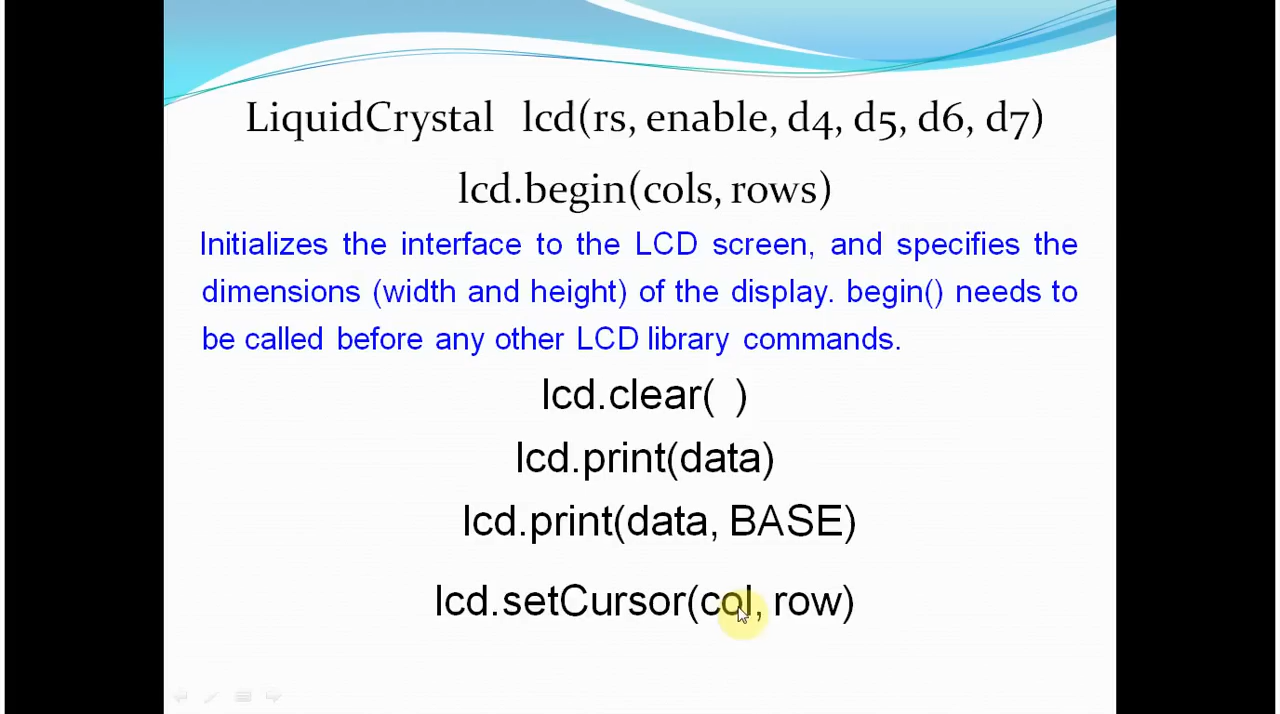 LiquidCrystal lcd(rs, enable, d4, d5, d6, d7)
lcd.begin(cols, rows)
Initializes the interface to the LCD screen, and specifies the
dimensions (width and height) of the display. begin() needs to
be called before any other LCD library commands.
lcd.clear( )
lcd.print(data)
lcd.print(data, BASE)
lcd.setCursor(col, row)